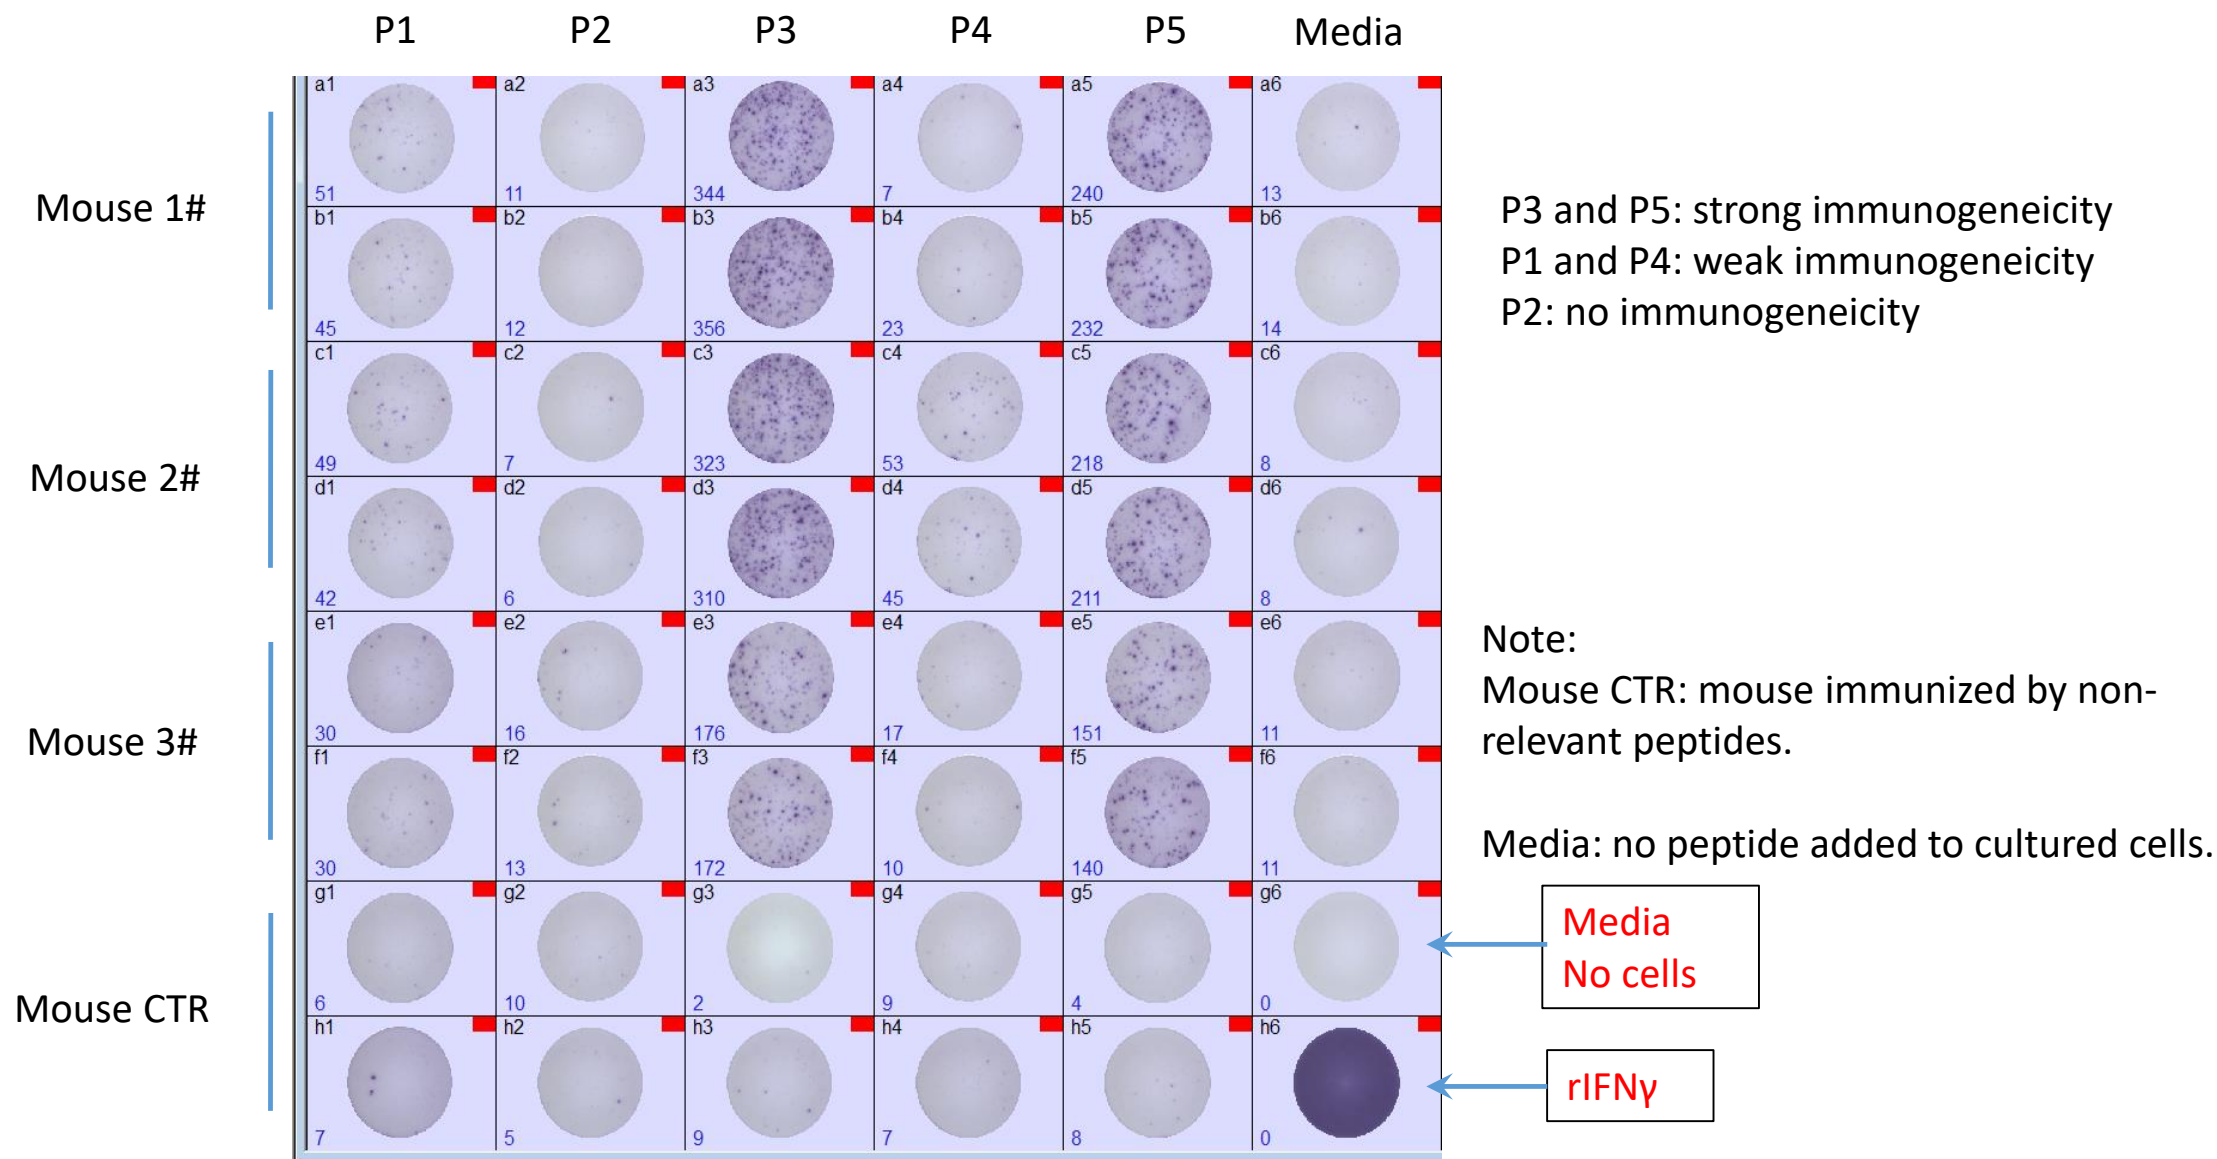 P1 P2 P3 P4 P5 Media
a1 a2 a3 a4 a5 a6
51 11 344 7 240 13
Mouse 1#
b1 b2 b3 b4 b5 b6
45 12 356 23 232 14
P3 and P5: strong immunogeneicity
P1 and P4: weak immunogeneicity
P2: no immunogeneicity
c1 c2 c3 c4 c5 c6
49 7 323 53 218 8
Mouse 2#
d1 d2 d3 d4 d5 d6
42 6 310 45 211 8
e1 e2 e3 e4 e5 e6
30 16 176 17 151 11
Mouse 3#
f1 f2 f3 f4 f5 f6
30 13 172 10 140 11
Note:
Mouse CTR: mouse immunized by non-
relevant peptides.
Media: no peptide added to cultured cells.
g1 g2 g3 g4 g5 g6
6 10 2 9 4 0
Media
No cells
Mouse CTR
h1 h2 h3 h4 h5 h6
7 5 9 7 8 0
rIFNγ